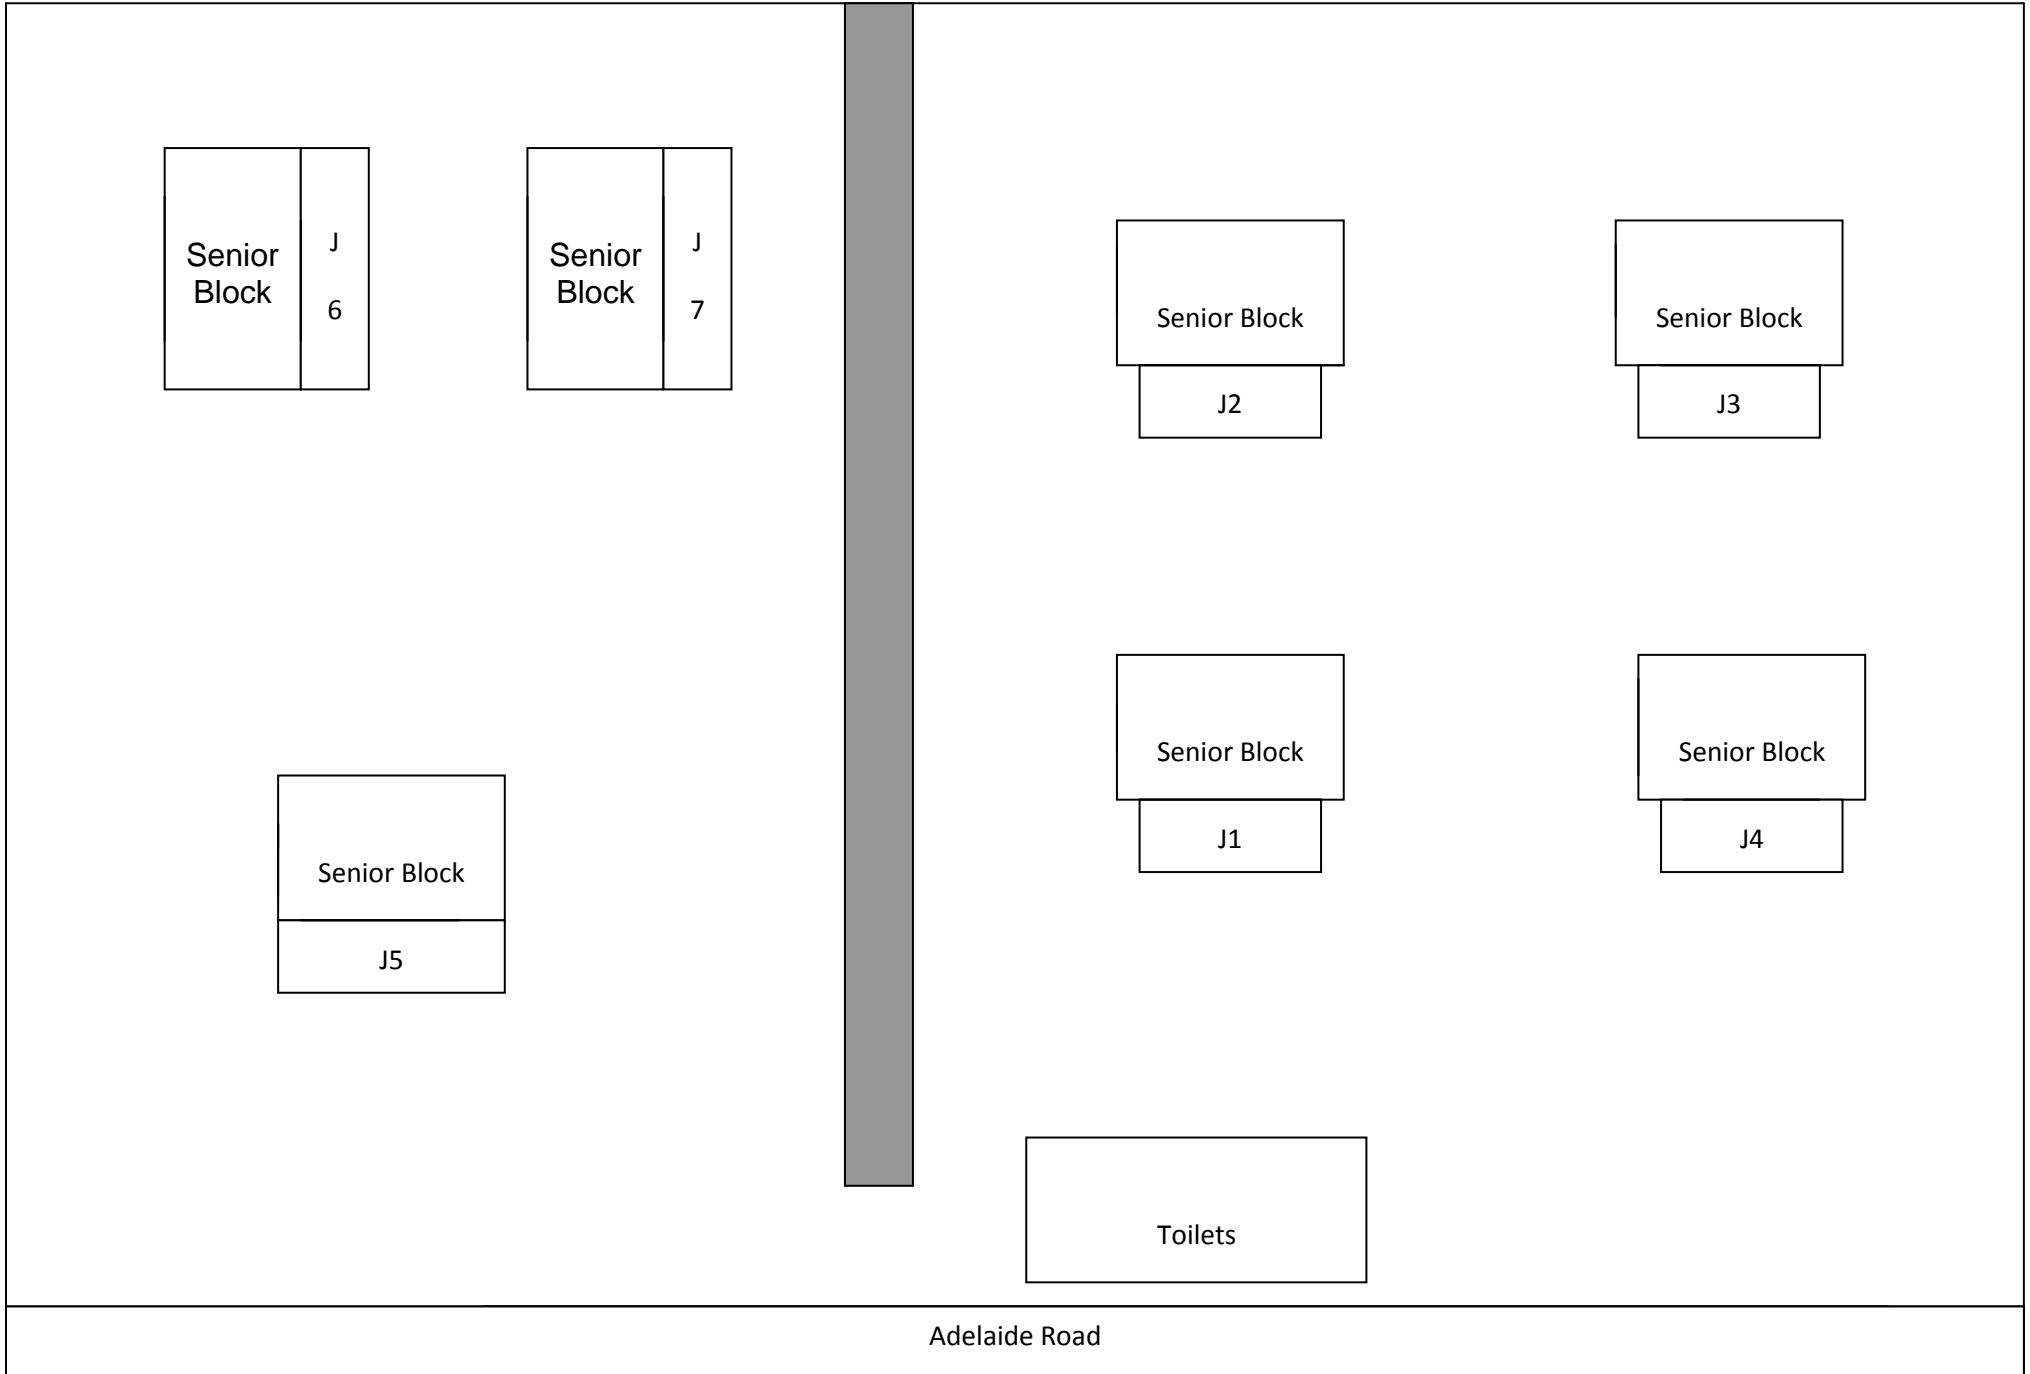 Senior
Block
J
6
Senior
Block
J
7
Senior Block
J2
Senior Block
J3
Senior Block
J1
Senior Block
J4
Senior Block
J5
Toilets
Adelaide Road